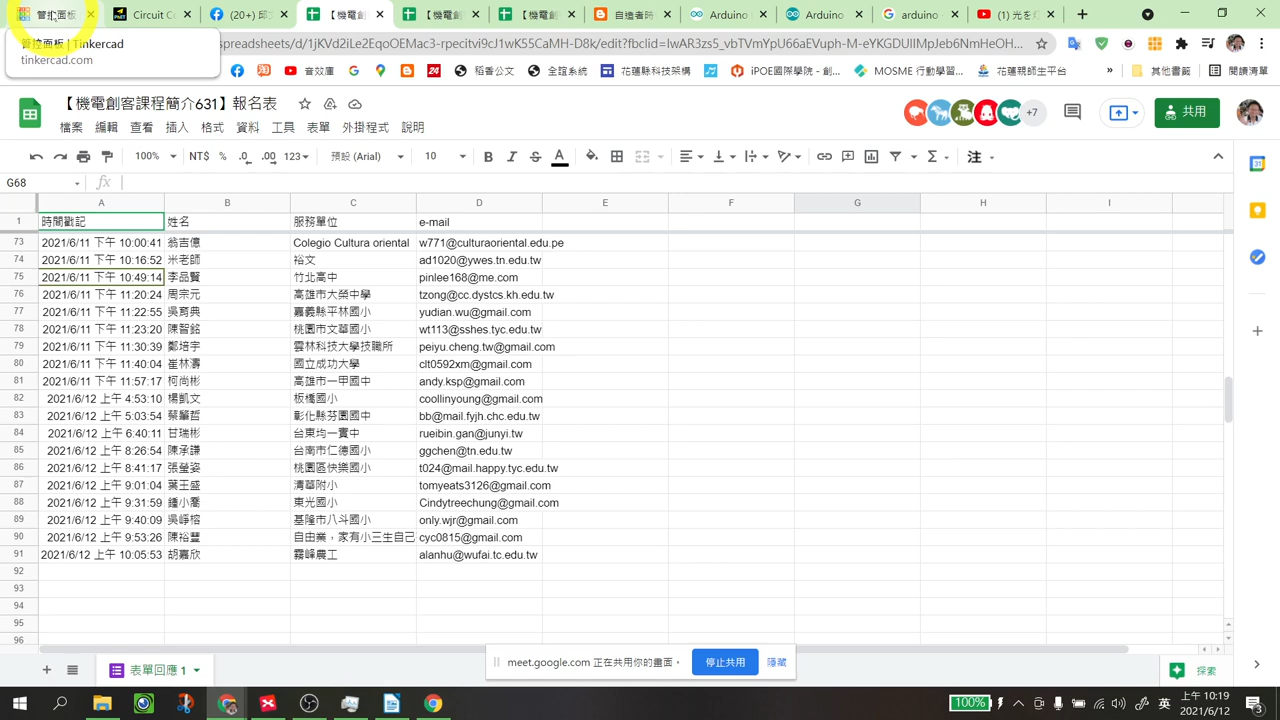 管控面板
Circuit C
(20+) 邱
【機電創
【機電創
【機電創
自造者時
Arduino
Arduino
arduino
(1) 光を
管控面板 | Tinkercad
tinkercad.com
spreadsheets/d/1jKVd2iLe2EqoOEMac3-rpzcitvi9cJ1wK55CaMH-D8k/edit?fbclid=IwAR3zs5_vbTVmYpU66aEVuph-M-eYKGDUIIMpJeb6NmHeOH...
音效庫
稻香公文
全誼系統
花蓮縣科技架構
iPOE國際學院 - 創...
MOSME 行動學習...
花蓮親師生平台
»
其他書籤
閱讀清單
【機電創客課程簡介631】報名表
檔案 編輯 查看 插入 格式 資料 工具 表單 外掛程式 說明
+7
共用
100% NT$ % .0 .00 123 預設 (Arial) 10 B I S A Σ 注
G68 fx
A B C D E F G H I
1 時間戳記 姓名 服務單位 e-mail
73 2021/6/11 下午 10:00:41 翁吉億 Colegio Cultura oriental w771@culturaoriental.edu.pe
74 2021/6/11 下午 10:16:52 米老師 裕文 ad1020@ywes.tn.edu.tw
75 2021/6/11 下午 10:49:14 李品賢 竹北高中 pinlee168@me.com
76 2021/6/11 下午 11:20:24 周宗元 高雄市大榮中學 tzong@cc.dystcs.kh.edu.tw
77 2021/6/11 下午 11:22:55 吳育典 嘉義縣平林國小 yudian.wu@gmail.com
78 2021/6/11 下午 11:23:20 陳智銘 桃園市文華國小 wt113@sshes.tyc.edu.tw
79 2021/6/11 下午 11:30:39 鄭培宇 雲林科技大學技職所 peiyu.cheng.tw@gmail.com
80 2021/6/11 下午 11:40:04 崔林濤 國立成功大學 clt0592xm@gmail.com
81 2021/6/11 下午 11:57:17 柯尚彬 高雄市一甲國中 andy.ksp@gmail.com
82 2021/6/12 上午 4:53:10 楊凱文 板橋國小 coollinyoung@gmail.com
83 2021/6/12 上午 5:03:54 蔡肇哲 彰化縣芬園國中 bb@mail.fyjh.chc.edu.tw
84 2021/6/12 上午 6:40:11 甘瑞彬 台東均一實中 rueibin.gan@junyi.tw
85 2021/6/12 上午 8:26:54 陳承謙 台南市仁德國小 ggchen@tn.edu.tw
86 2021/6/12 上午 8:41:17 張瑩姿 桃園區快樂國小 t024@mail.happy.tyc.edu.tw
87 2021/6/12 上午 9:01:04 葉王盛 清華附小 tomyeats3126@gmail.com
88 2021/6/12 上午 9:31:59 鍾小喬 東光國小 Cindytreechung@gmail.com
89 2021/6/12 上午 9:40:09 吳崢榕 基隆市八斗國小 only.wjr@gmail.com
90 2021/6/12 上午 9:53:26 陳裕豐 自由業，家有小三生自己 cyc0815@gmail.com
91 2021/6/12 上午 10:05:53 胡嘉欣 霧峰農工 alanhu@wufai.tc.edu.tw
92
93
94
95
96
meet.google.com 正在共用你的畫面。 停止共用 隱藏
表單回應 1
探索
100%
英
上午 10:19
2021/6/12
3